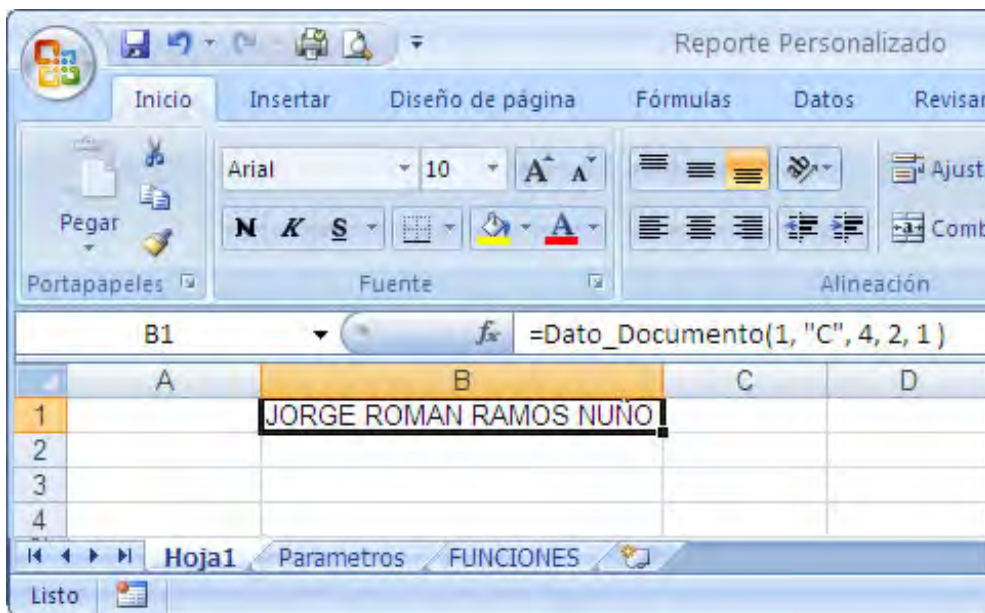 Reporte Personalizado
Inicio Insertar Diseño de página Fórmulas Datos Revisar
Arial 10 A A Ajust
Pegar N K S A Comb
Portapapeles Fuente Alineación
B1 fx =Dato_Documento(1, "C", 4, 2, 1 )
A B C D
1 JORGE ROMAN RAMOS NUÑO
2
3
4
Hoja1 Parametros FUNCIONES
Listo